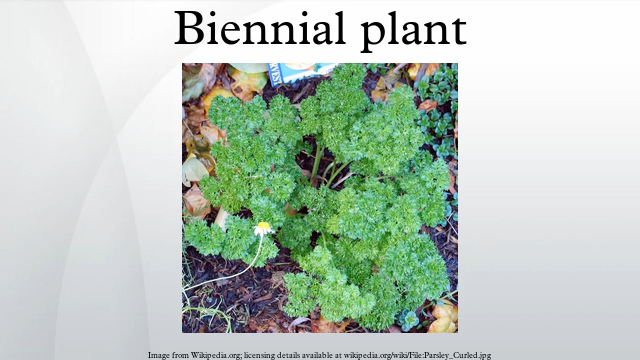 Biennial plant
Image from Wikipedia.org; licensing details available at wikipedia.org/wiki/File:Parsley_Curled.jpg